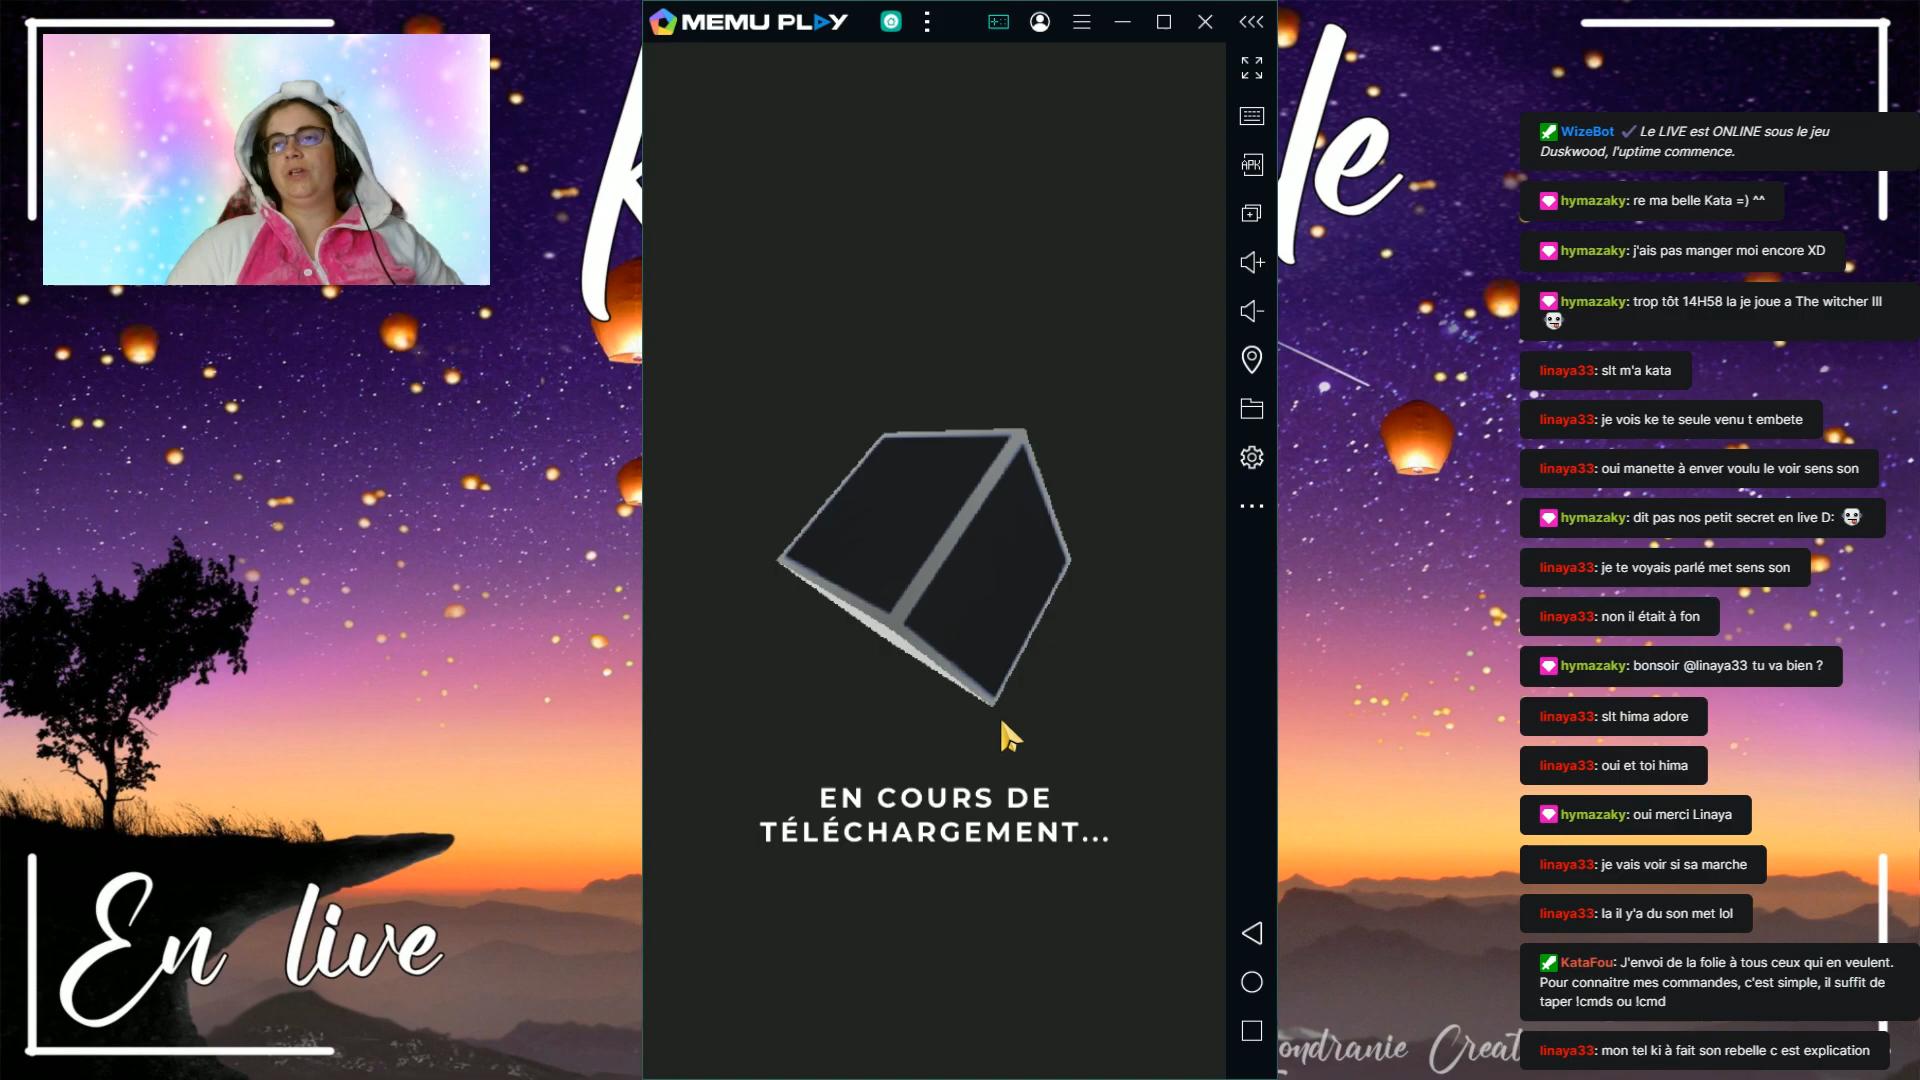 MEMU PLAY
APK
k
le
EN COURS DE
TÉLÉCHARGEMENT...
En live
ondranie Creat
WizeBot Le LIVE est ONLINE sous le jeu
Duskwood, l'uptime commence.
hymazaky: re ma belle Kata =) ^^
hymazaky: j'ais pas manger moi encore XD
hymazaky: trop tôt 14H58 la je joue a The witcher III
linaya33: slt m'a kata
linaya33: je vois ke te seule venu t embete
linaya33: oui manette à enver voulu le voir sens son
hymazaky: dit pas nos petit secret en live D:
linaya33: je te voyais parlé met sens son
linaya33: non il était à fon
hymazaky: bonsoir @linaya33 tu va bien ?
linaya33: slt hima adore
linaya33: oui et toi hima
hymazaky: oui merci Linaya
linaya33: je vais voir si sa marche
linaya33: la il y'a du son met lol
KataFou: J'envoi de la folie à tous ceux qui en veulent.
Pour connaitre mes commandes, c'est simple, il suffit de
taper !cmds ou !cmd
linaya33: mon tel ki à fait son rebelle c est explication